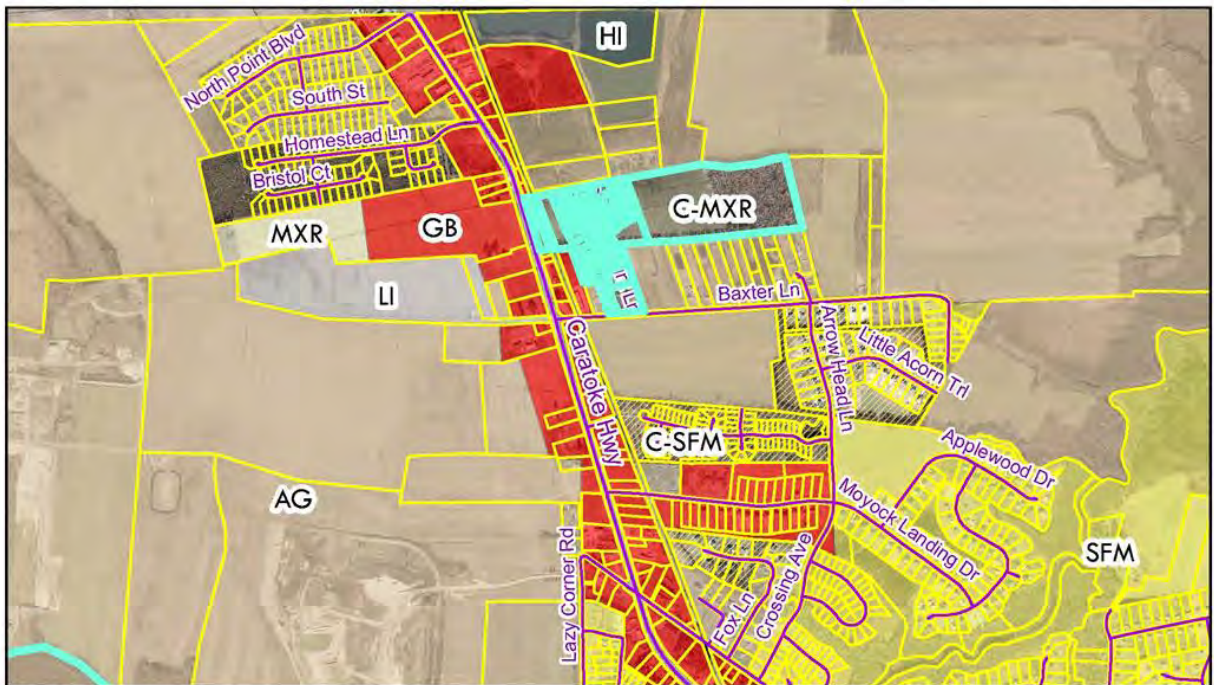 HI
North Point Blvd
South St
Homestead Ln
Bristol Ct
C-MXR
MXR
GB
LI
Baxter Ln
Caratoke Hwy
Arrow Head Ln
Little Acorn Trl
C-SFM
Applewood Dr
AG
Moyock Landing Dr
SFM
Lazy Corner Rd
Fox Ln
Crossing Ave